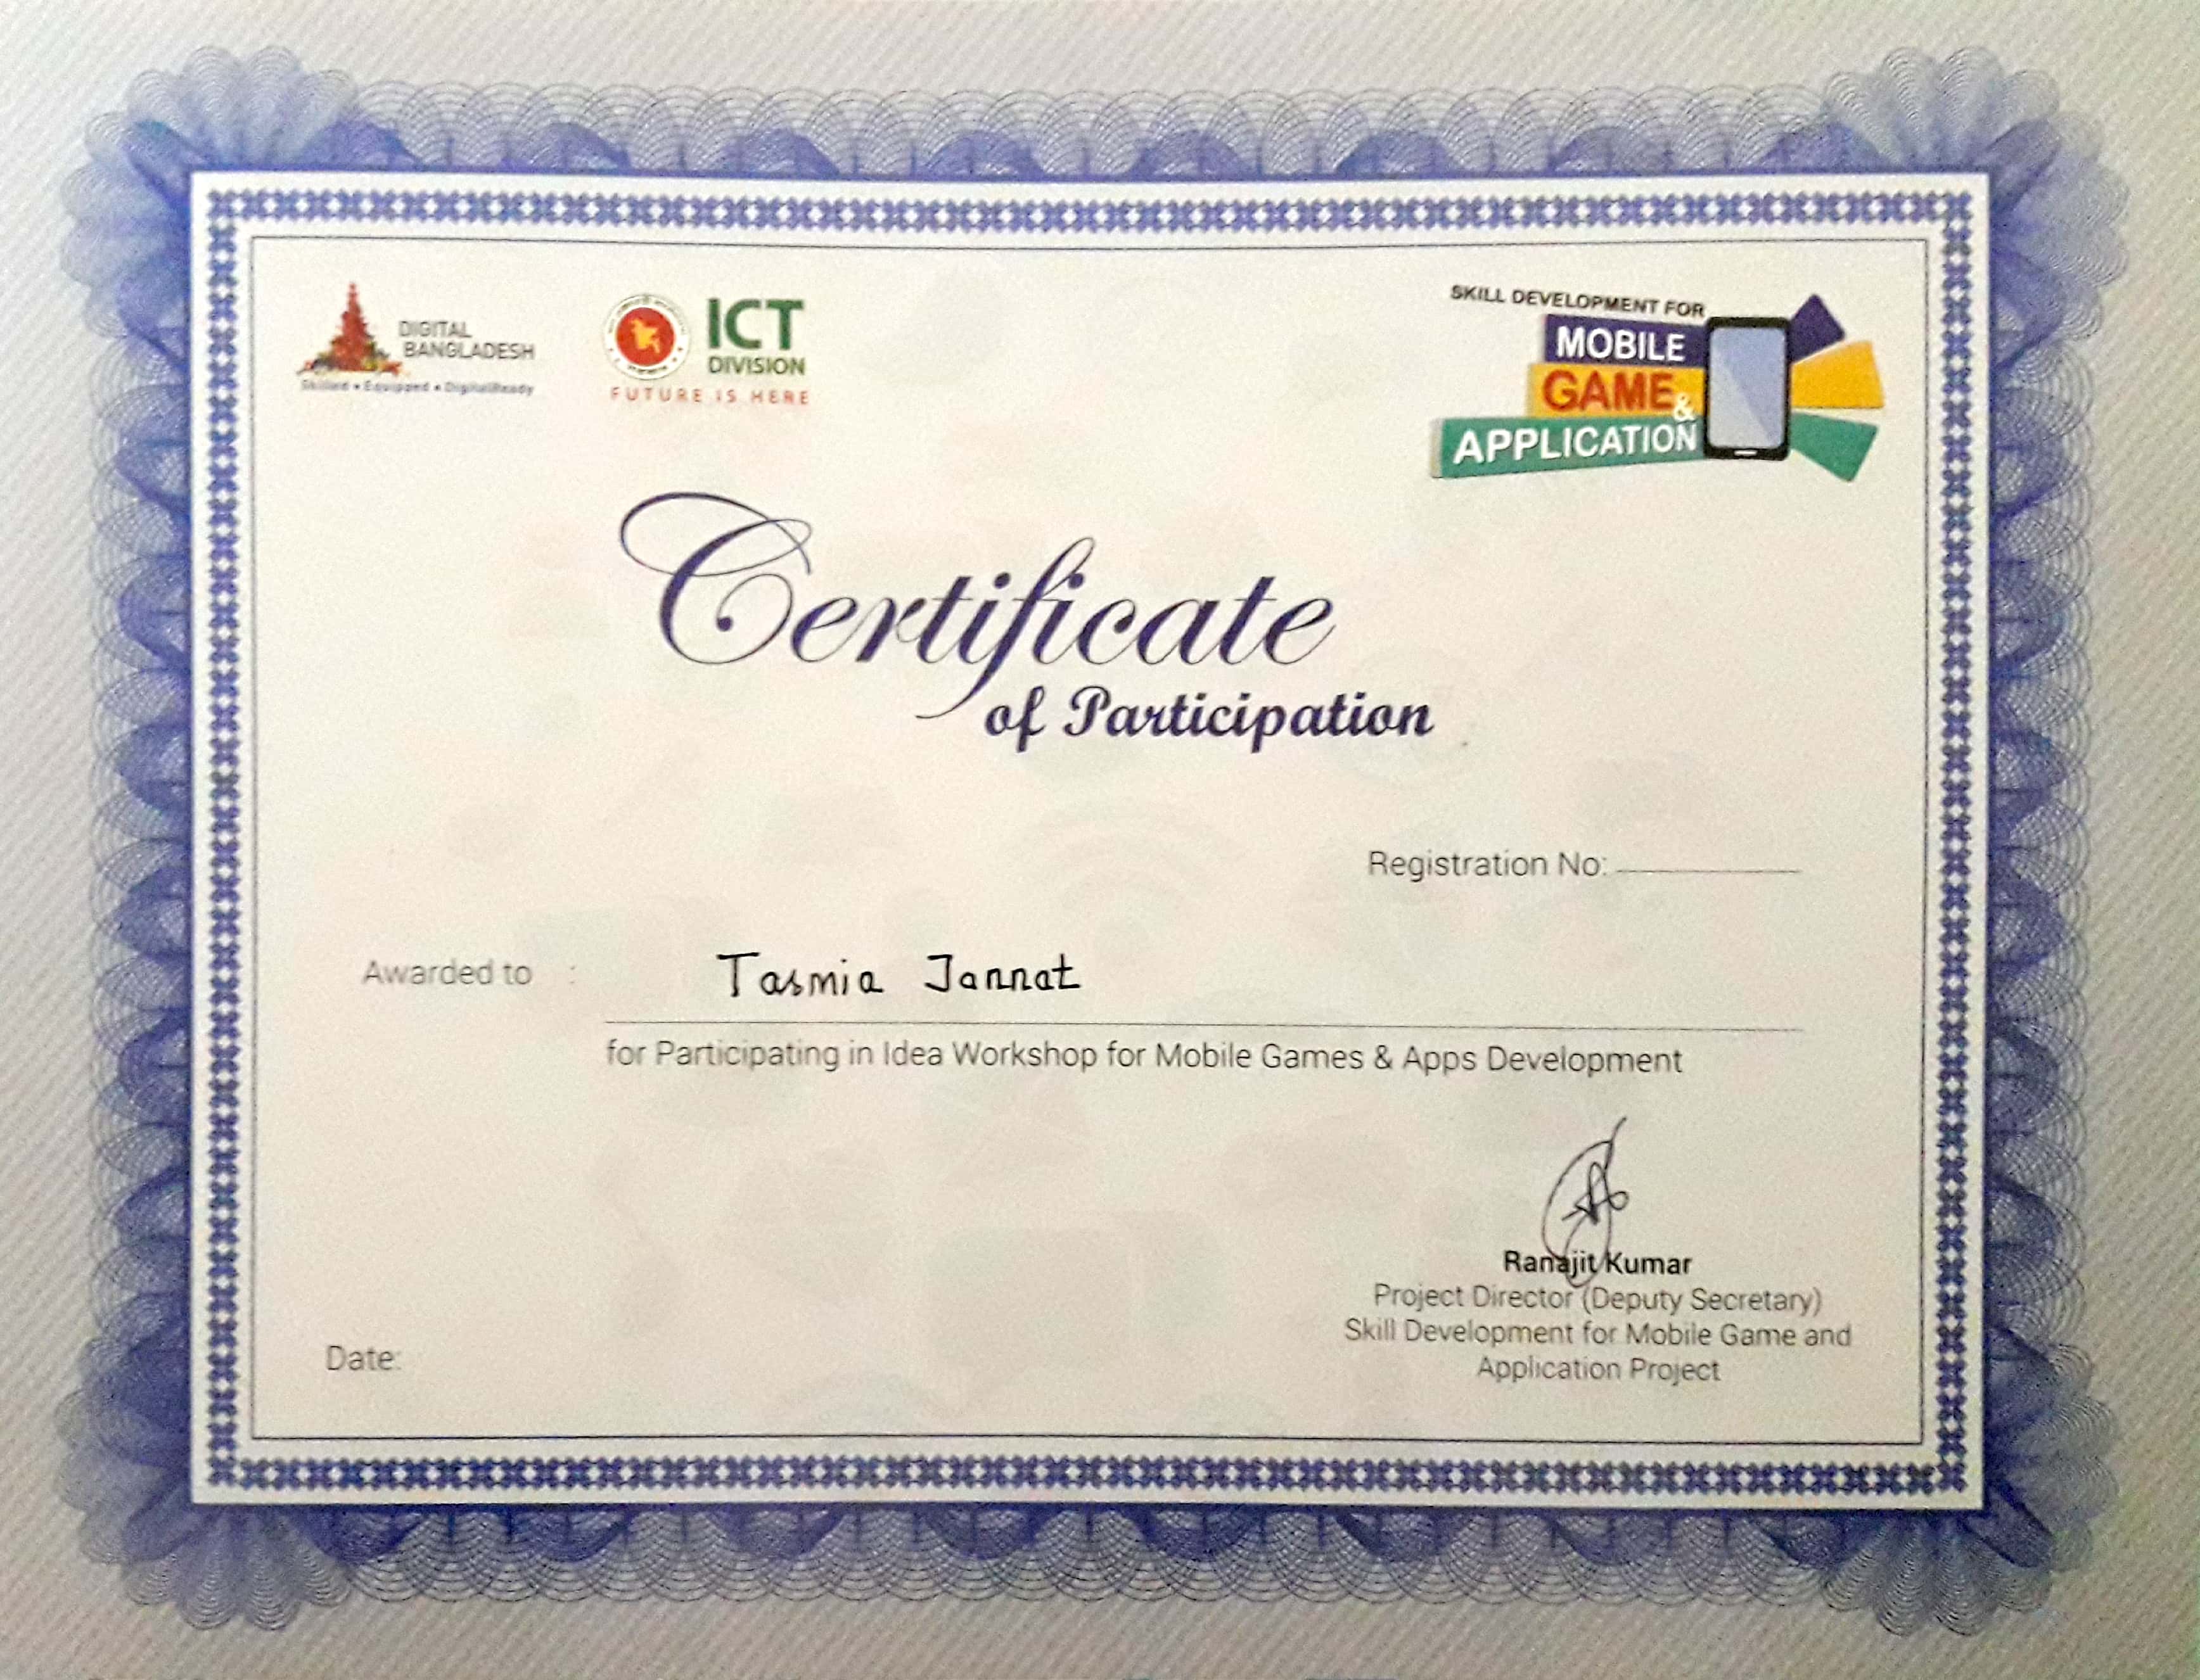 DIGITAL
BANGLADESH
Skilled • Equipped • DigitalReady
ICT
DIVISION
FUTURE IS HERE
SKILL DEVELOPMENT FOR
MOBILE
GAME &
APPLICATION
Certificate
of Participation
Registration No:
Awarded to : Tasmia Jannat
for Participating in Idea Workshop for Mobile Games & Apps Development
Ranajit Kumar
Project Director (Deputy Secretary)
Skill Development for Mobile Game and
Application Project
Date: